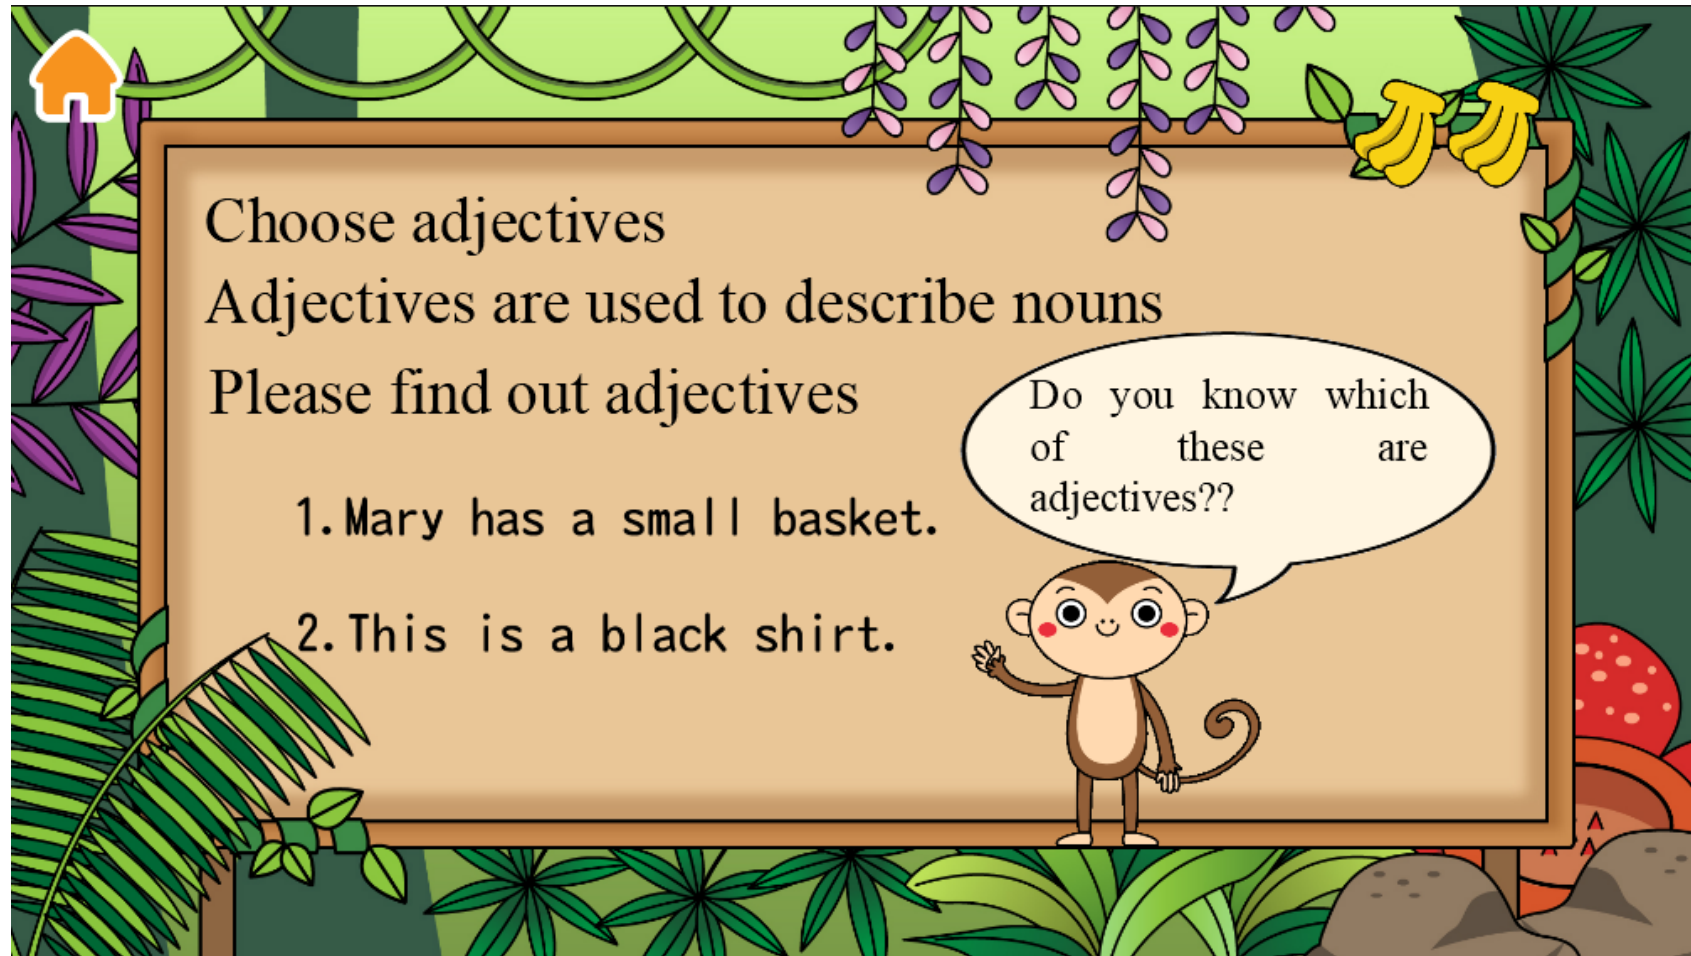 Choose adjectives
Adjectives are used to describe nouns
Please find out adjectives
Do you know which
of these are
adjectives??
1.Mary has a small basket.
2.This is a black shirt.